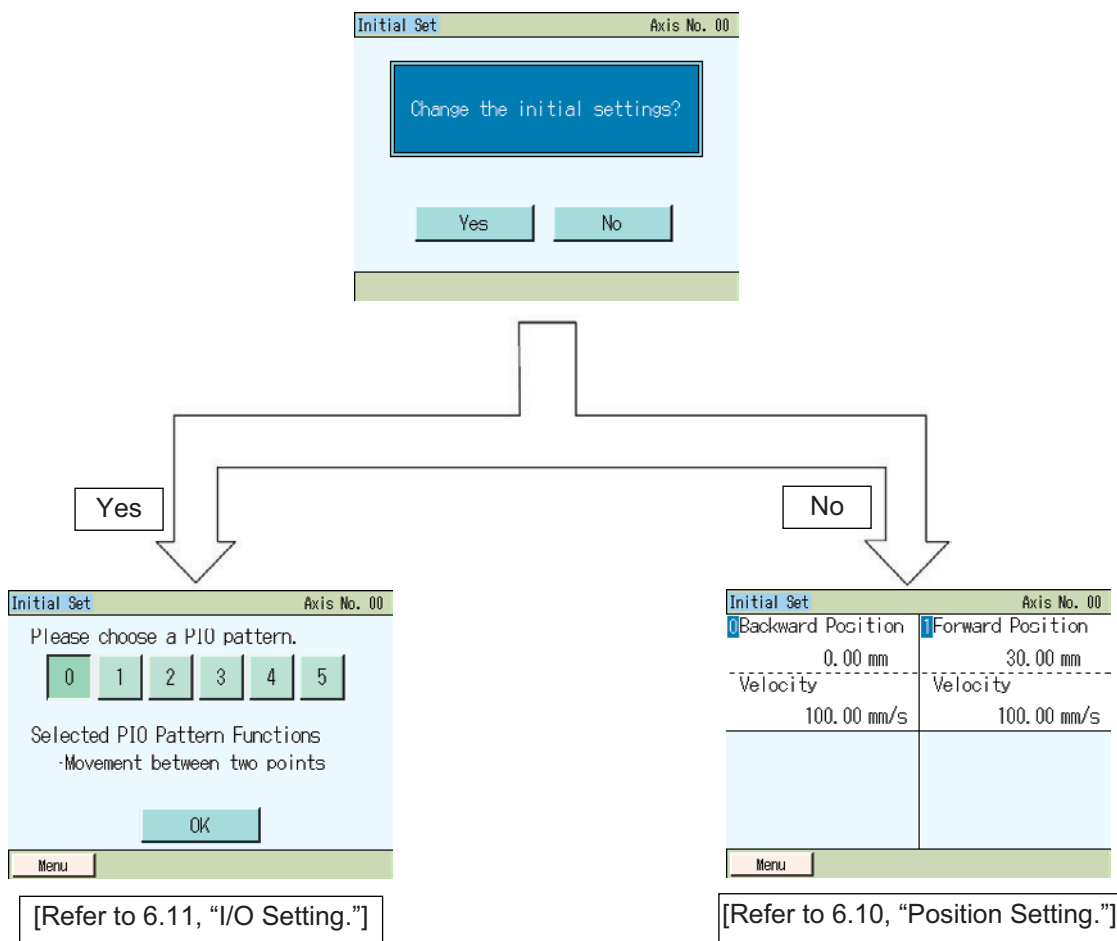 Initial Set Axis No. 00
Change the initial settings?
Yes No
Yes
No
Initial Set Axis No. 00
Please choose a PIO pattern.
0 1 2 3 4 5
Selected PIO Pattern Functions
·Movement between two points
OK
Menu
[Refer to 6.11, “I/O Setting.”]
Initial Set Axis No. 00
0Backward Position 1Forward Position
0.00 mm 30.00 mm
Velocity Velocity
100.00 mm/s 100.00 mm/s
Menu
[Refer to 6.10, “Position Setting.”]